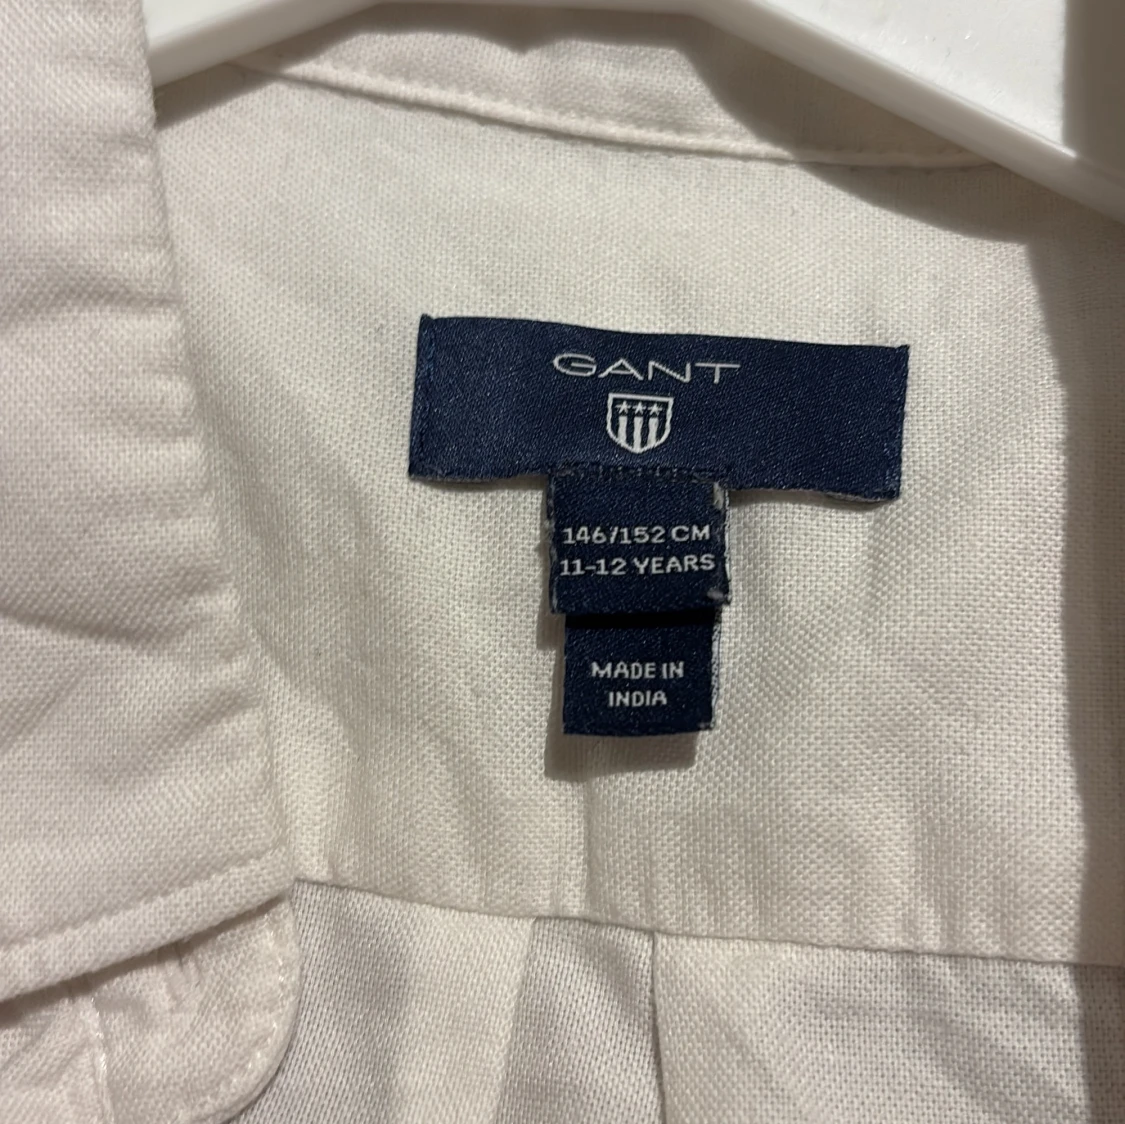 GANT
146/152 CM
11-12 YEARS
MADE IN
INDIA